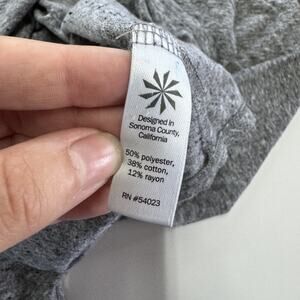 Designed in
Sonoma County,
California
50% polyester,
38% cotton,
12% rayon
RN #54023